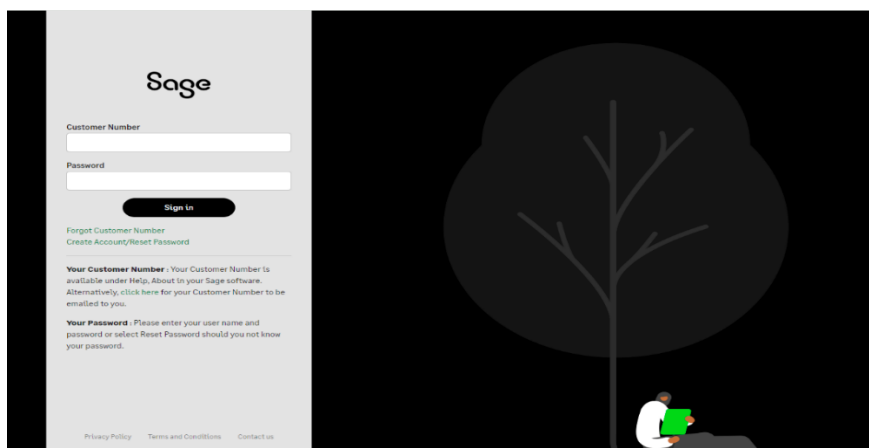 Sage
Customer Number
Password
Sign in
Forgot Customer Number
Create Account/Reset Password
Your Customer Number : Your Customer Number is
available under Help, About in your Sage software.
Alternatively, click here for your Customer Number to be
emailed to you.
Your Password : Please enter your user name and
password or select Reset Password should you not know
your password.
Privacy Policy Terms and Conditions Contact us